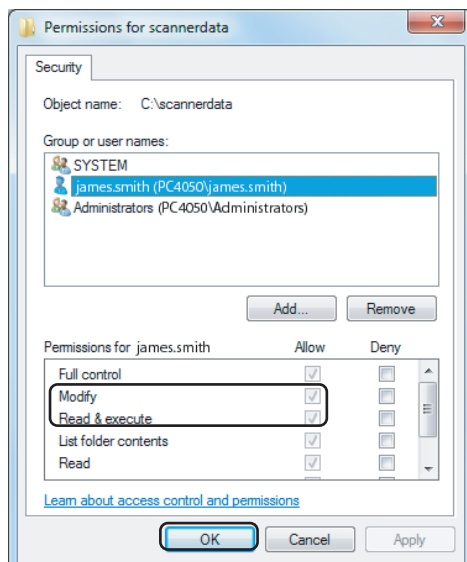 Permissions for scannerdata
Security
Object name: C:\scannerdata
Group or user names:
SYSTEM
james.smith (PC4050\james.smith)
Administrators (PC4050\Administrators)
Add... Remove
Permissions for james.smith Allow Deny
Full control
Modify
Read & execute
List folder contents
Read
Learn about access control and permissions
OK Cancel Apply